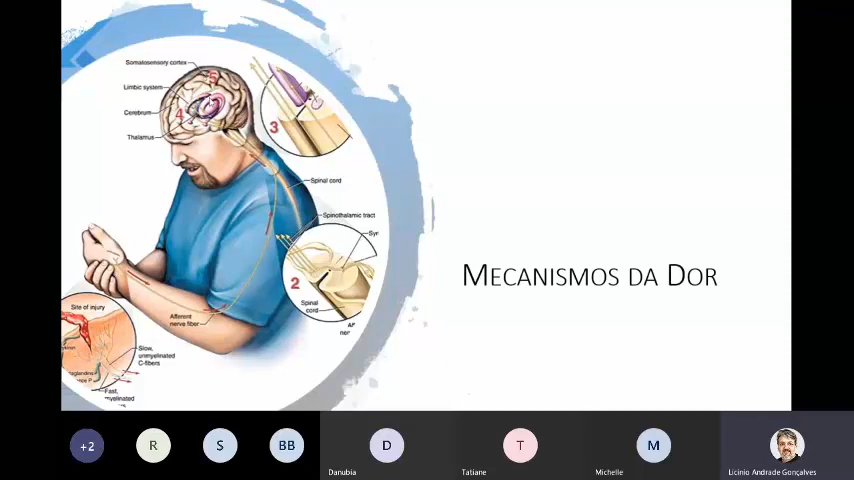 Somatosensory cortex
5
Limbic system
4
Cerebrum
3
Thalamus
Spinal cord
Spinothalamic tract
Syr
2
Spinal
cord
Site of injury
Afferent
nerve fiber
Slow,
unmyelinated
C-fibers
Fast,
MECANISMOS DA DOR
+2
R
S
BB
D
T
M
Danubia
Tatiane
Michelle
Licinio Andrade Gonçalves